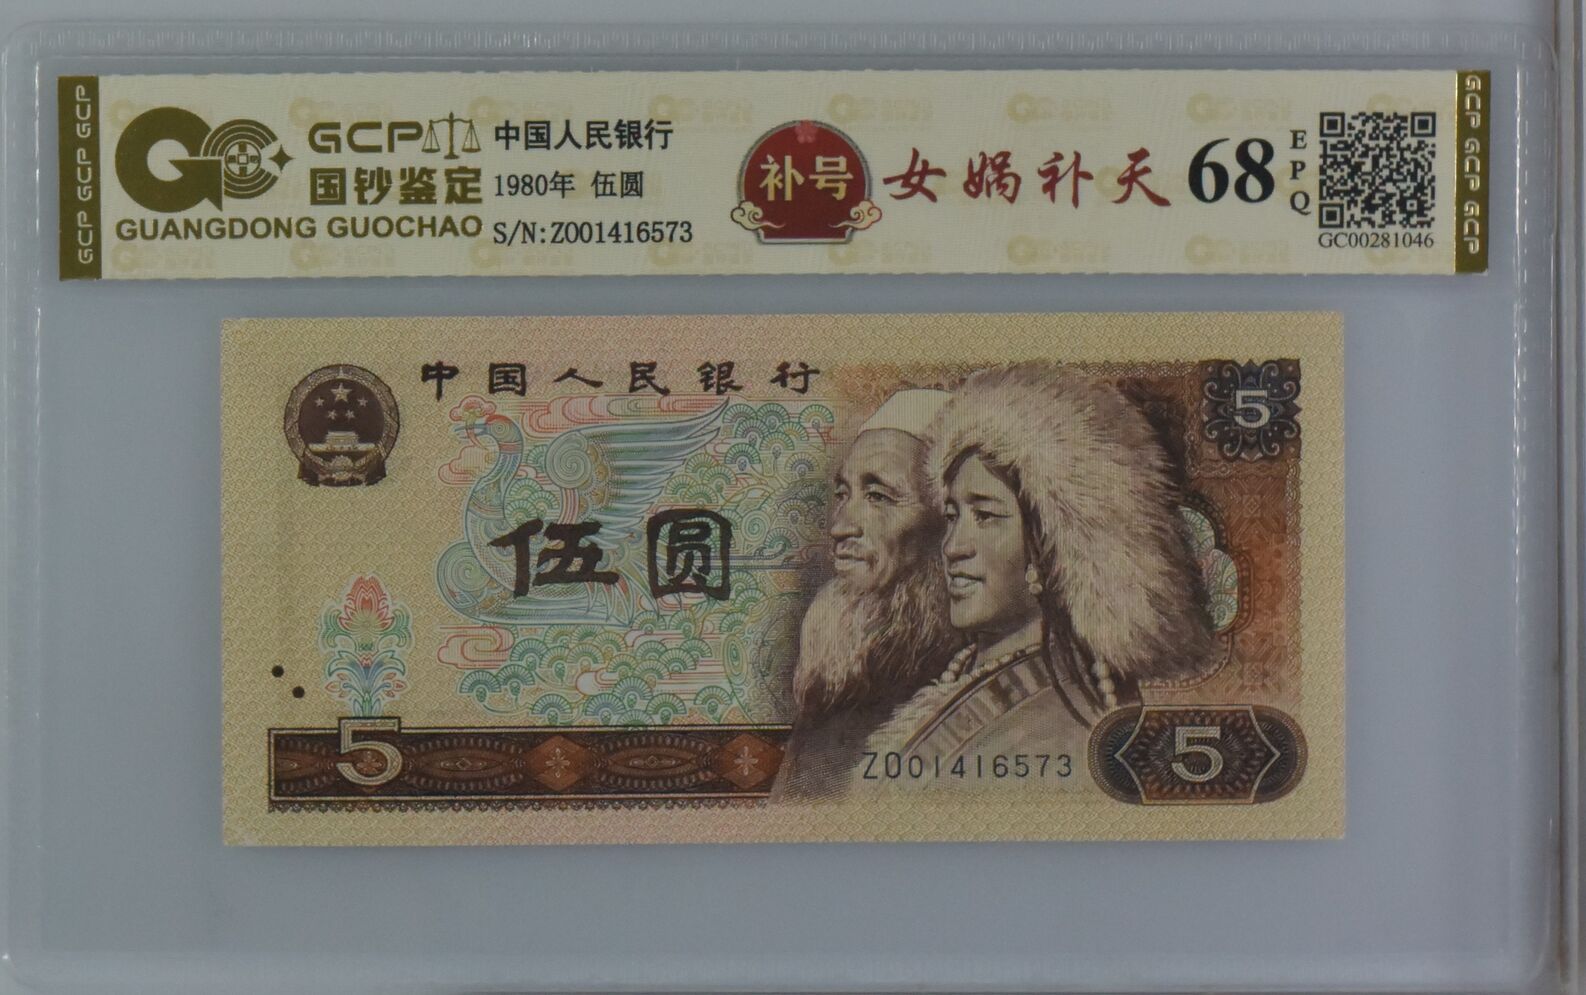 GCP GCP GCP
GCP
国钞鉴定
GUANGDONG GUOCHAO
中国人民银行
1980年 伍圆
S/N:ZO01416573
补号
女娲补天
68
EPQ
GC00281046
GCP GCP GCP
中国人民银行
5
伍圆
5
ZOO1416573
5